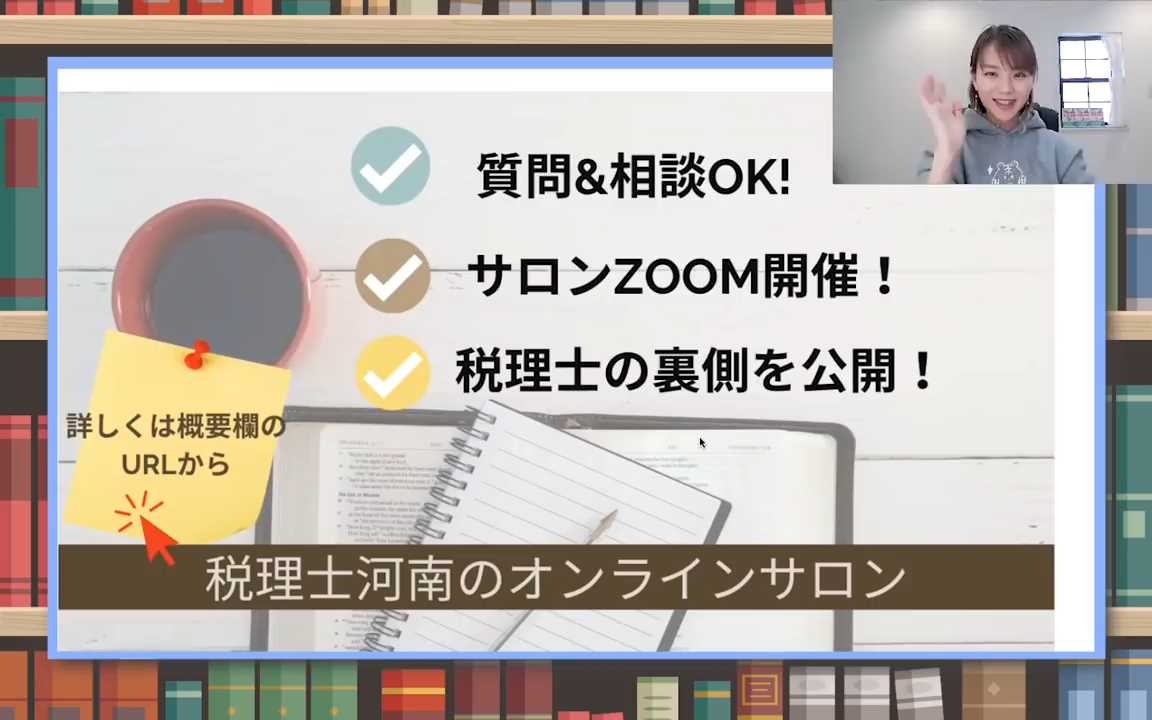 質問&相談OK!
サロンZOOM開催！
税理士の裏側を公開！
詳しくは概要欄の
URLから
税理士河南のオンラインサロン